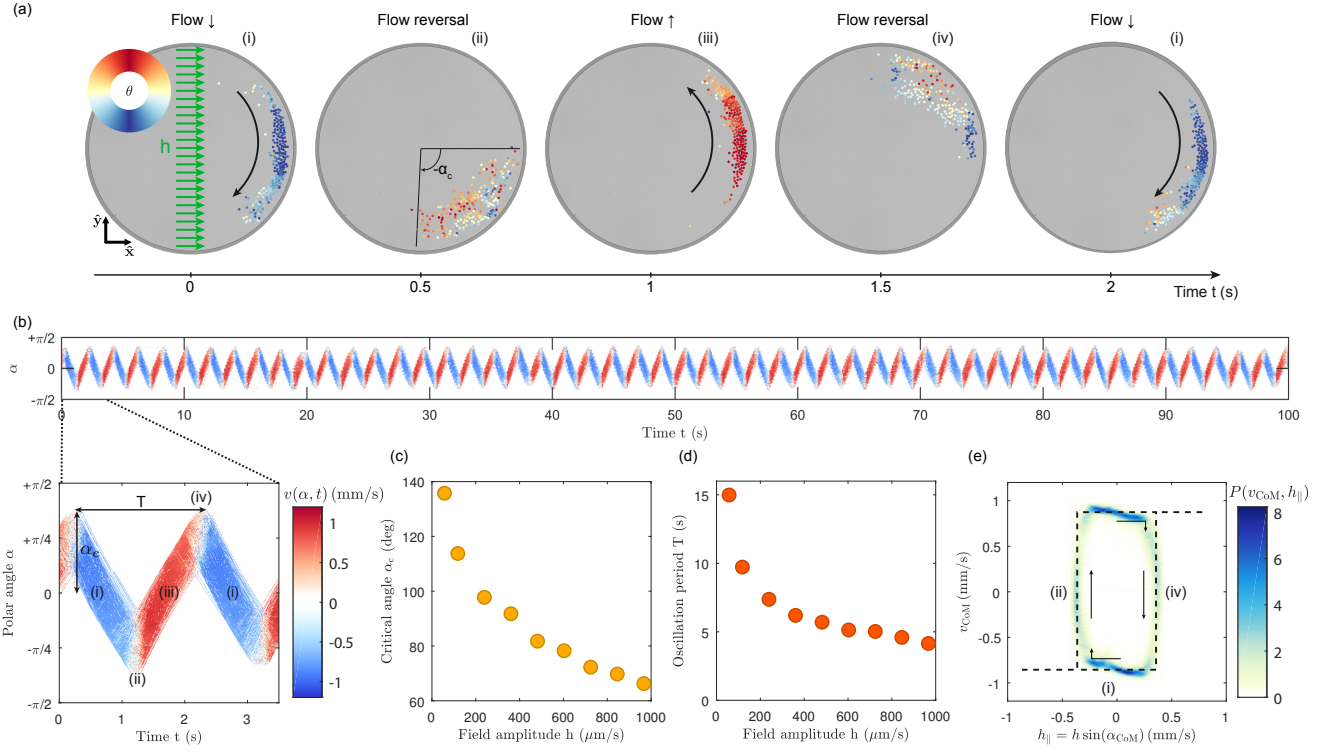 (a)
Flow ↓
Flow reversal
Flow ↑
Flow reversal
Flow ↓
(i)
(ii)
(iii)
(iv)
(i)
θ
h
-α_c
ŷ
x̂
0
0.5
1
1.5
2
Time t (s)
(b)
+π/2
0
-π/2
α
0 10 20 30 40 50 60 70 80 90 100
Time t (s)
+π/2
+π/4
0
-π/4
-π/2
Polar angle α
T
(iv)
α_c
(i)
(iii)
(i)
(ii)
0 1 2 3
Time t (s)
v(α, t) (mm/s)
1
0.5
0
-0.5
-1
(c)
140
120
100
80
60
Critical angle α_c (deg)
0 200 400 600 800 1000
Field amplitude h (μm/s)
(d)
15
10
5
0
Oscillation period T (s)
0 200 400 600 800 1000
Field amplitude h (μm/s)
(e)
1
0.5
0
-0.5
-1
v_CoM (mm/s)
(ii)
(iv)
(i)
-1 -0.5 0 0.5 1
h_∥ = h sin(α_CoM) (mm/s)
P(v_CoM, h_∥)
8
6
4
2
0